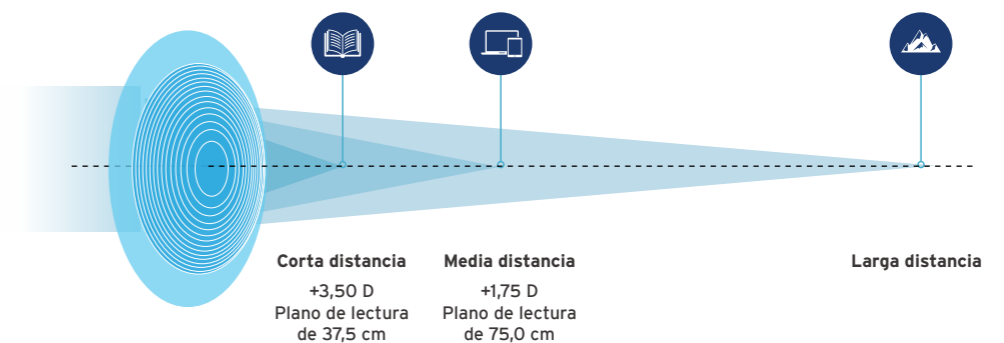 Corta distancia
+3,50 D
Plano de lectura
de 37,5 cm
Media distancia
+1,75 D
Plano de lectura
de 75,0 cm
Larga distancia